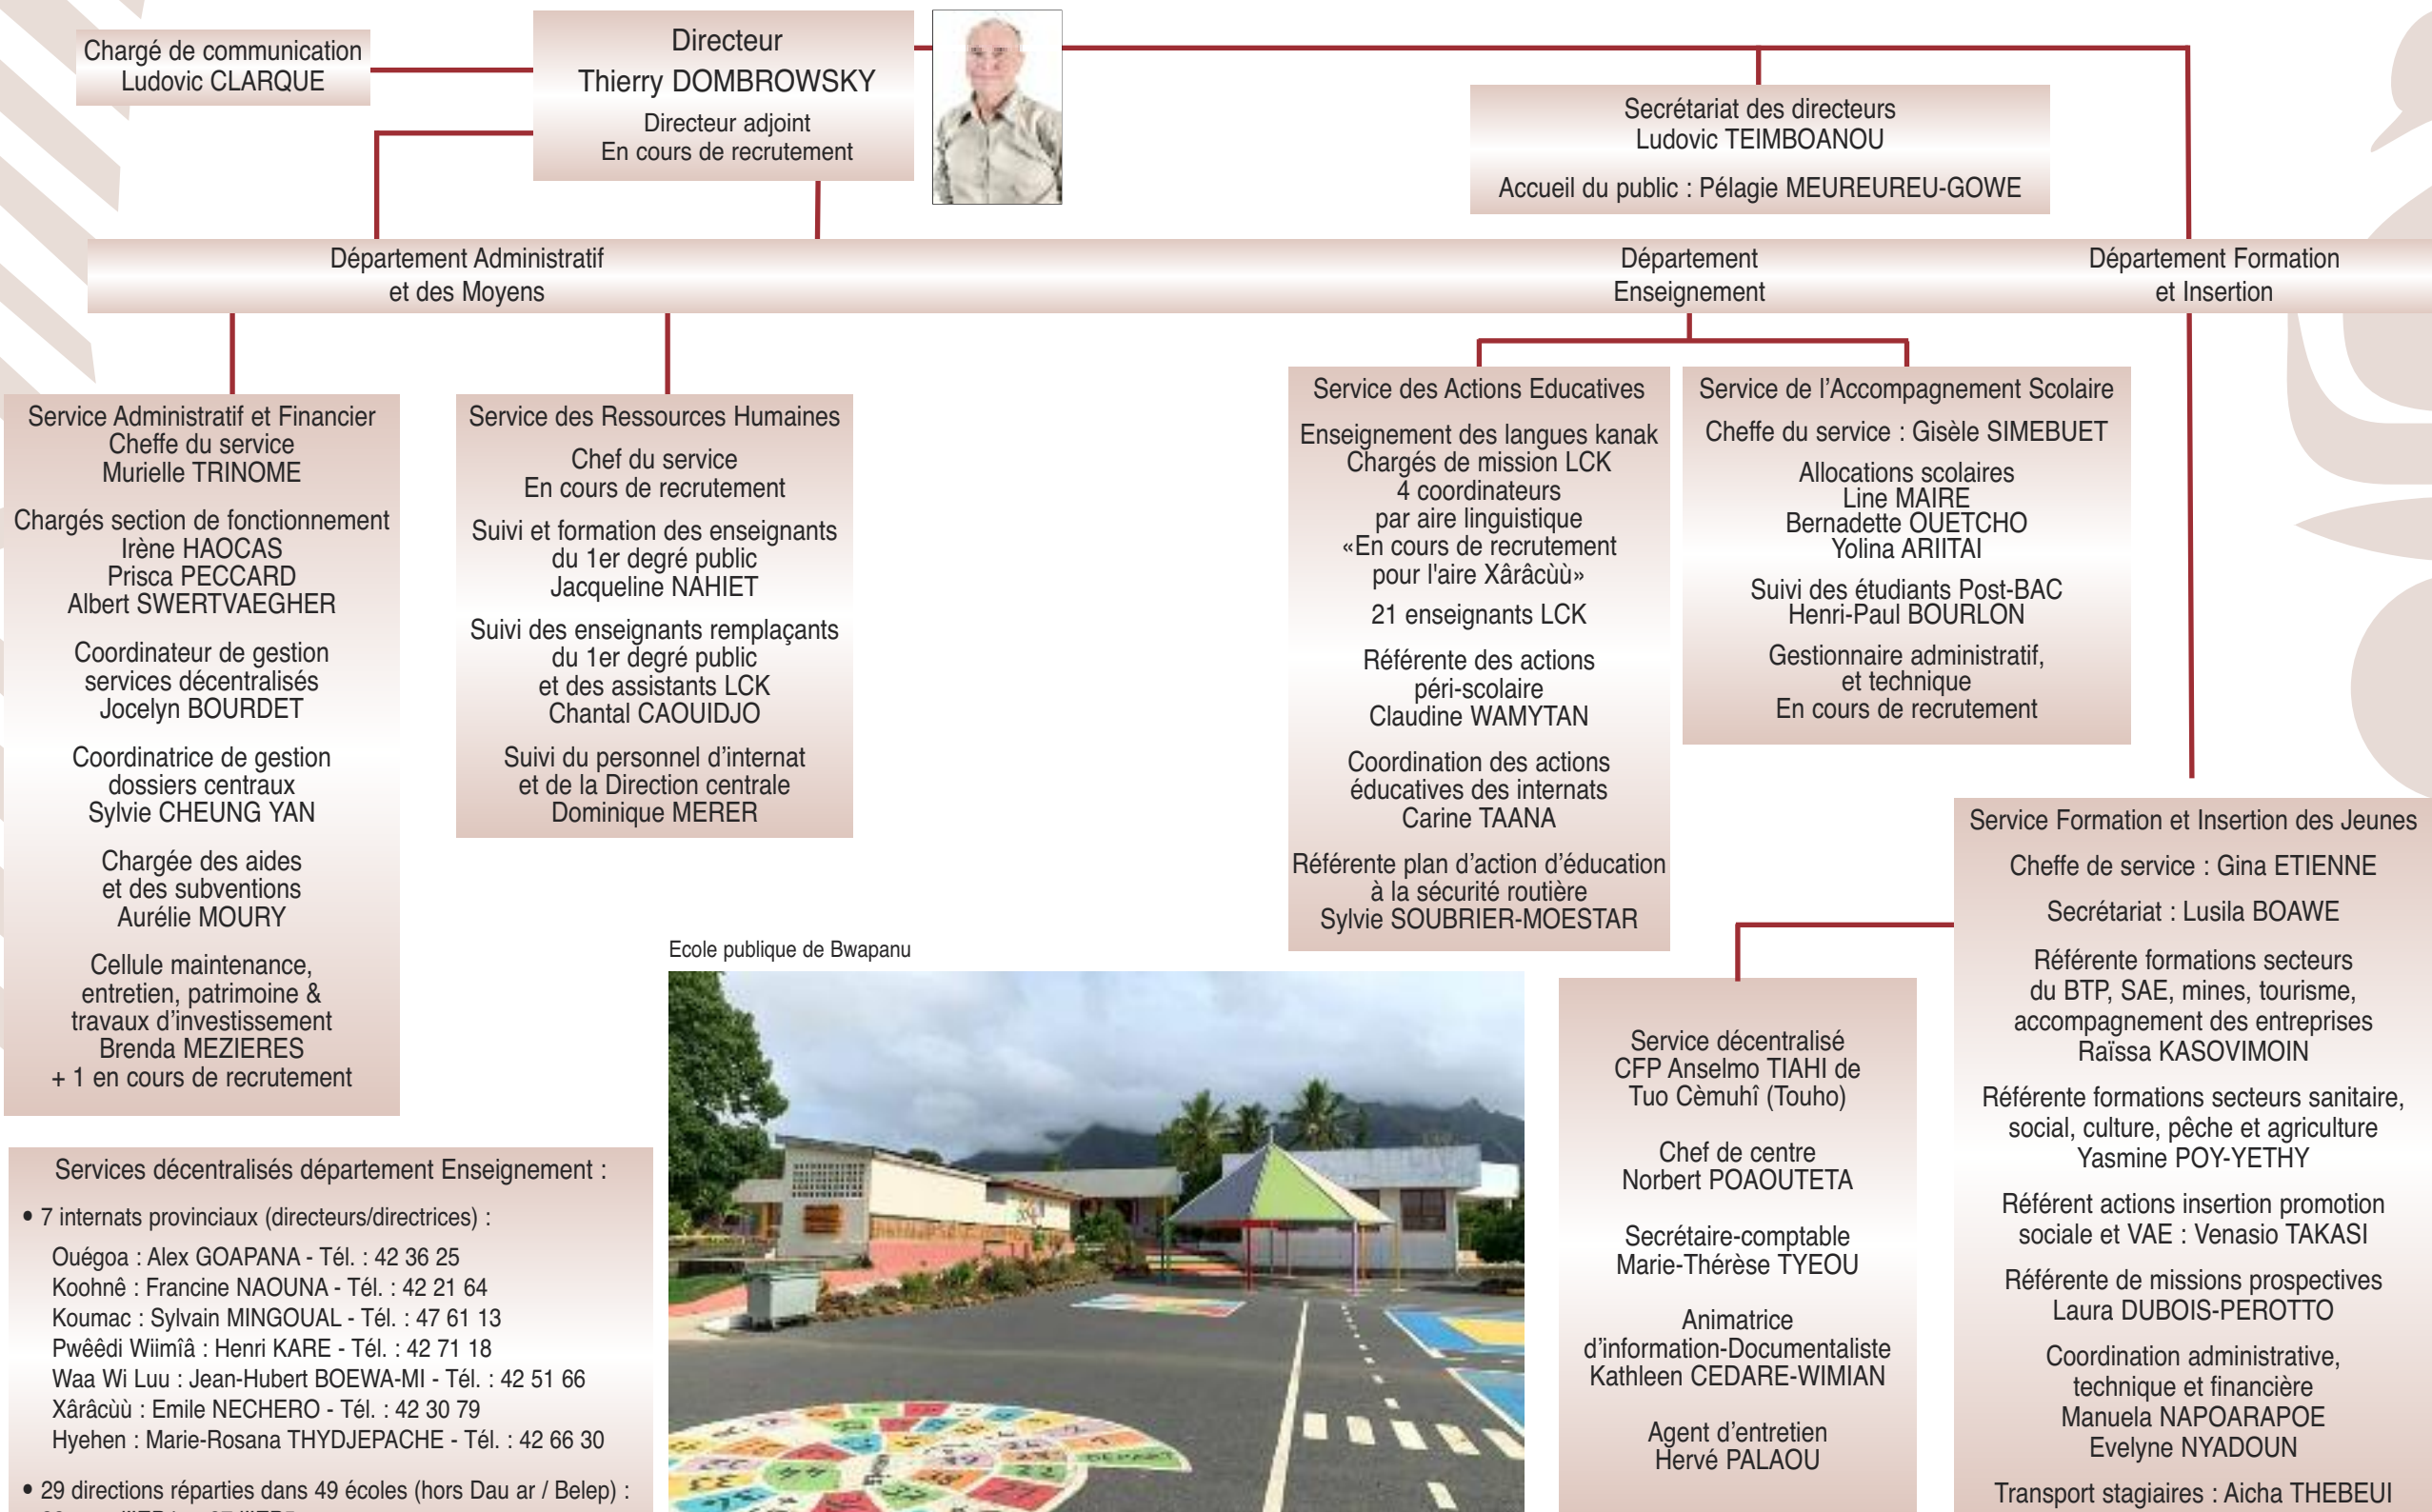 Chargé de communication
Ludovic CLARQUE
Directeur
Thierry DOMBROWSKY
Directeur adjoint
En cours de recrutement
Secrétariat des directeurs
Ludovic TEIMBOANOU
Accueil du public : Pélagie MEUREUREU-GOWE
Département Administratif
et des Moyens
Département
Enseignement
Département Formation
et Insertion
Service Administratif et Financier
Cheffe du service
Murielle TRINOME
Chargés section de fonctionnement
Irène HAOCAS
Prisca PECCARD
Albert SWERTVAEGHER
Coordinateur de gestion
services décentralisés
Jocelyn BOURDET
Coordinatrice de gestion
dossiers centraux
Sylvie CHEUNG YAN
Chargée des aides
et des subventions
Aurélie MOURY
Cellule maintenance,
entretien, patrimoine &
travaux d'investissement
Brenda MEZIERES
+ 1 en cours de recrutement
Service des Ressources Humaines
Chef du service
En cours de recrutement
Suivi et formation des enseignants
du 1er degré public
Jacqueline NAHIET
Suivi des enseignants remplaçants
du 1er degré public
et des assistants LCK
Chantal CAOUIDJO
Suivi du personnel d’internat
et de la Direction centrale
Dominique MERER
Service des Actions Educatives
Enseignement des langues kanak
Chargés de mission LCK
4 coordinateurs
par aire linguistique
«En cours de recrutement
pour l'aire Xârâcùù»
21 enseignants LCK
Référente des actions
péri-scolaire
Claudine WAMYTAN
Coordination des actions
éducatives des internats
Carine TAANA
Référente plan d’action d’éducation
à la sécurité routière
Sylvie SOUBRIER-MOESTAR
Service de l’Accompagnement Scolaire
Cheffe du service : Gisèle SIMEBUET
Allocations scolaires
Line MAIRE
Bernadette OUETCHO
Yolina ARIITAI
Suivi des étudiants Post-BAC
Henri-Paul BOURLON
Gestionnaire administratif,
et technique
En cours de recrutement
Service Formation et Insertion des Jeunes
Cheffe de service : Gina ETIENNE
Secrétariat : Lusila BOAWE
Référente formations secteurs
du BTP, SAE, mines, tourisme,
accompagnement des entreprises
Raïssa KASOVIMOIN
Référente formations secteurs sanitaire,
social, culture, pêche et agriculture
Yasmine POY-YETHY
Référent actions insertion promotion
sociale et VAE : Venasio TAKASI
Référente de missions prospectives
Laura DUBOIS-PEROTTO
Coordination administrative,
technique et financière
Manuela NAPOARAPOE
Evelyne NYADOUN
Transport stagiaires : Aicha THEBEUI
Service décentralisé
CFP Anselmo TIAHI de
Tuo Cèmuhî (Touho)
Chef de centre
Norbert POAOUTETA
Secrétaire-comptable
Marie-Thérèse TYEOU
Animatrice
d’information-Documentaliste
Kathleen CEDARE-WIMIAN
Agent d’entretien
Hervé PALAOU
Ecole publique de Bwapanu
DEPART
Services décentralisés département Enseignement :
• 7 internats provinciaux (directeurs/directrices) :
Ouégoa : Alex GOAPANA - Tél. : 42 36 25
Koohnê : Francine NAOUNA - Tél. : 42 21 64
Koumac : Sylvain MINGOUAL - Tél. : 47 61 13
Pwêêdi Wiimîâ : Henri KARE - Tél. : 42 71 18
Waa Wi Luu : Jean-Hubert BOEWA-MI - Tél. : 42 51 66
Xârâcùù : Emile NECHERO - Tél. : 42 30 79
Hyehen : Marie-Rosana THYDJEPACHE - Tél. : 42 66 30
• 29 directions réparties dans 49 écoles (hors Dau ar / Belep) :